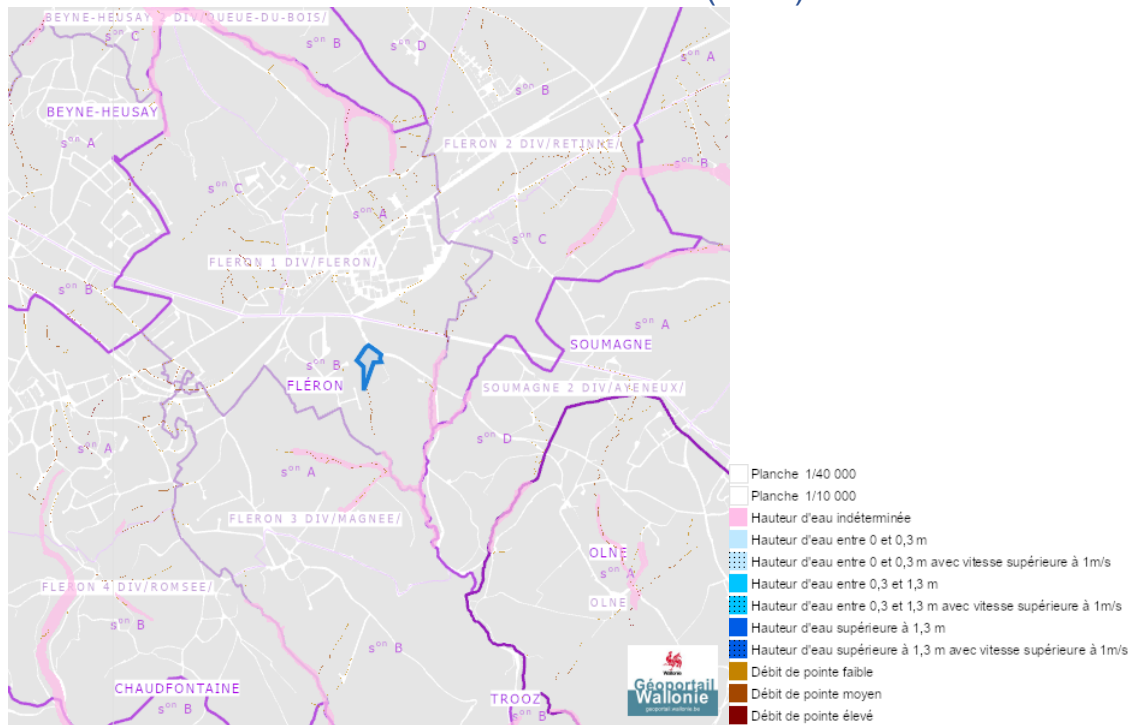 BEYNE-HEUSAY 2 DIV/QUEUE-DU-BOIS/
sᵒⁿ C
sᵒⁿ B
sᵒⁿ D
sᵒⁿ A
sᵒⁿ B
BEYNE-HEUSAY
sᵒⁿ A
FLERON 2 DIV/RETINNE/
sᵒⁿ B
sᵒⁿ C
sᵒⁿ A
sᵒⁿ C
FLERON 1 DIV/FLERON/
sᵒⁿ B
sᵒⁿ A
SOUMAGNE
sᵒⁿ B
FLÉRON
SOUMAGNE 2 DIV/AYENEUX/
sᵒⁿ A
sᵒⁿ D
sᵒⁿ A
FLERON 3 DIV/MAGNEE/
OLNE
sᵒⁿ A
FLERON 4 DIV/ROMSEE/
OLNE
sᵒⁿ B
sᵒⁿ B
CHAUDFONTAINE
sᵒⁿ B
TROOZ
sᵒⁿ B
Wallonie
Géoportail
Wallonie
geoportail.wallonie.be
Planche 1/40 000
Planche 1/10 000
Hauteur d'eau indéterminée
Hauteur d'eau entre 0 et 0,3 m
Hauteur d'eau entre 0 et 0,3 m avec vitesse supérieure à 1m/s
Hauteur d'eau entre 0,3 et 1,3 m
Hauteur d'eau entre 0,3 et 1,3 m avec vitesse supérieure à 1m/s
Hauteur d'eau supérieure à 1,3 m
Hauteur d'eau supérieure à 1,3 m avec vitesse supérieure à 1m/s
Débit de pointe faible
Débit de pointe moyen
Débit de pointe élevé